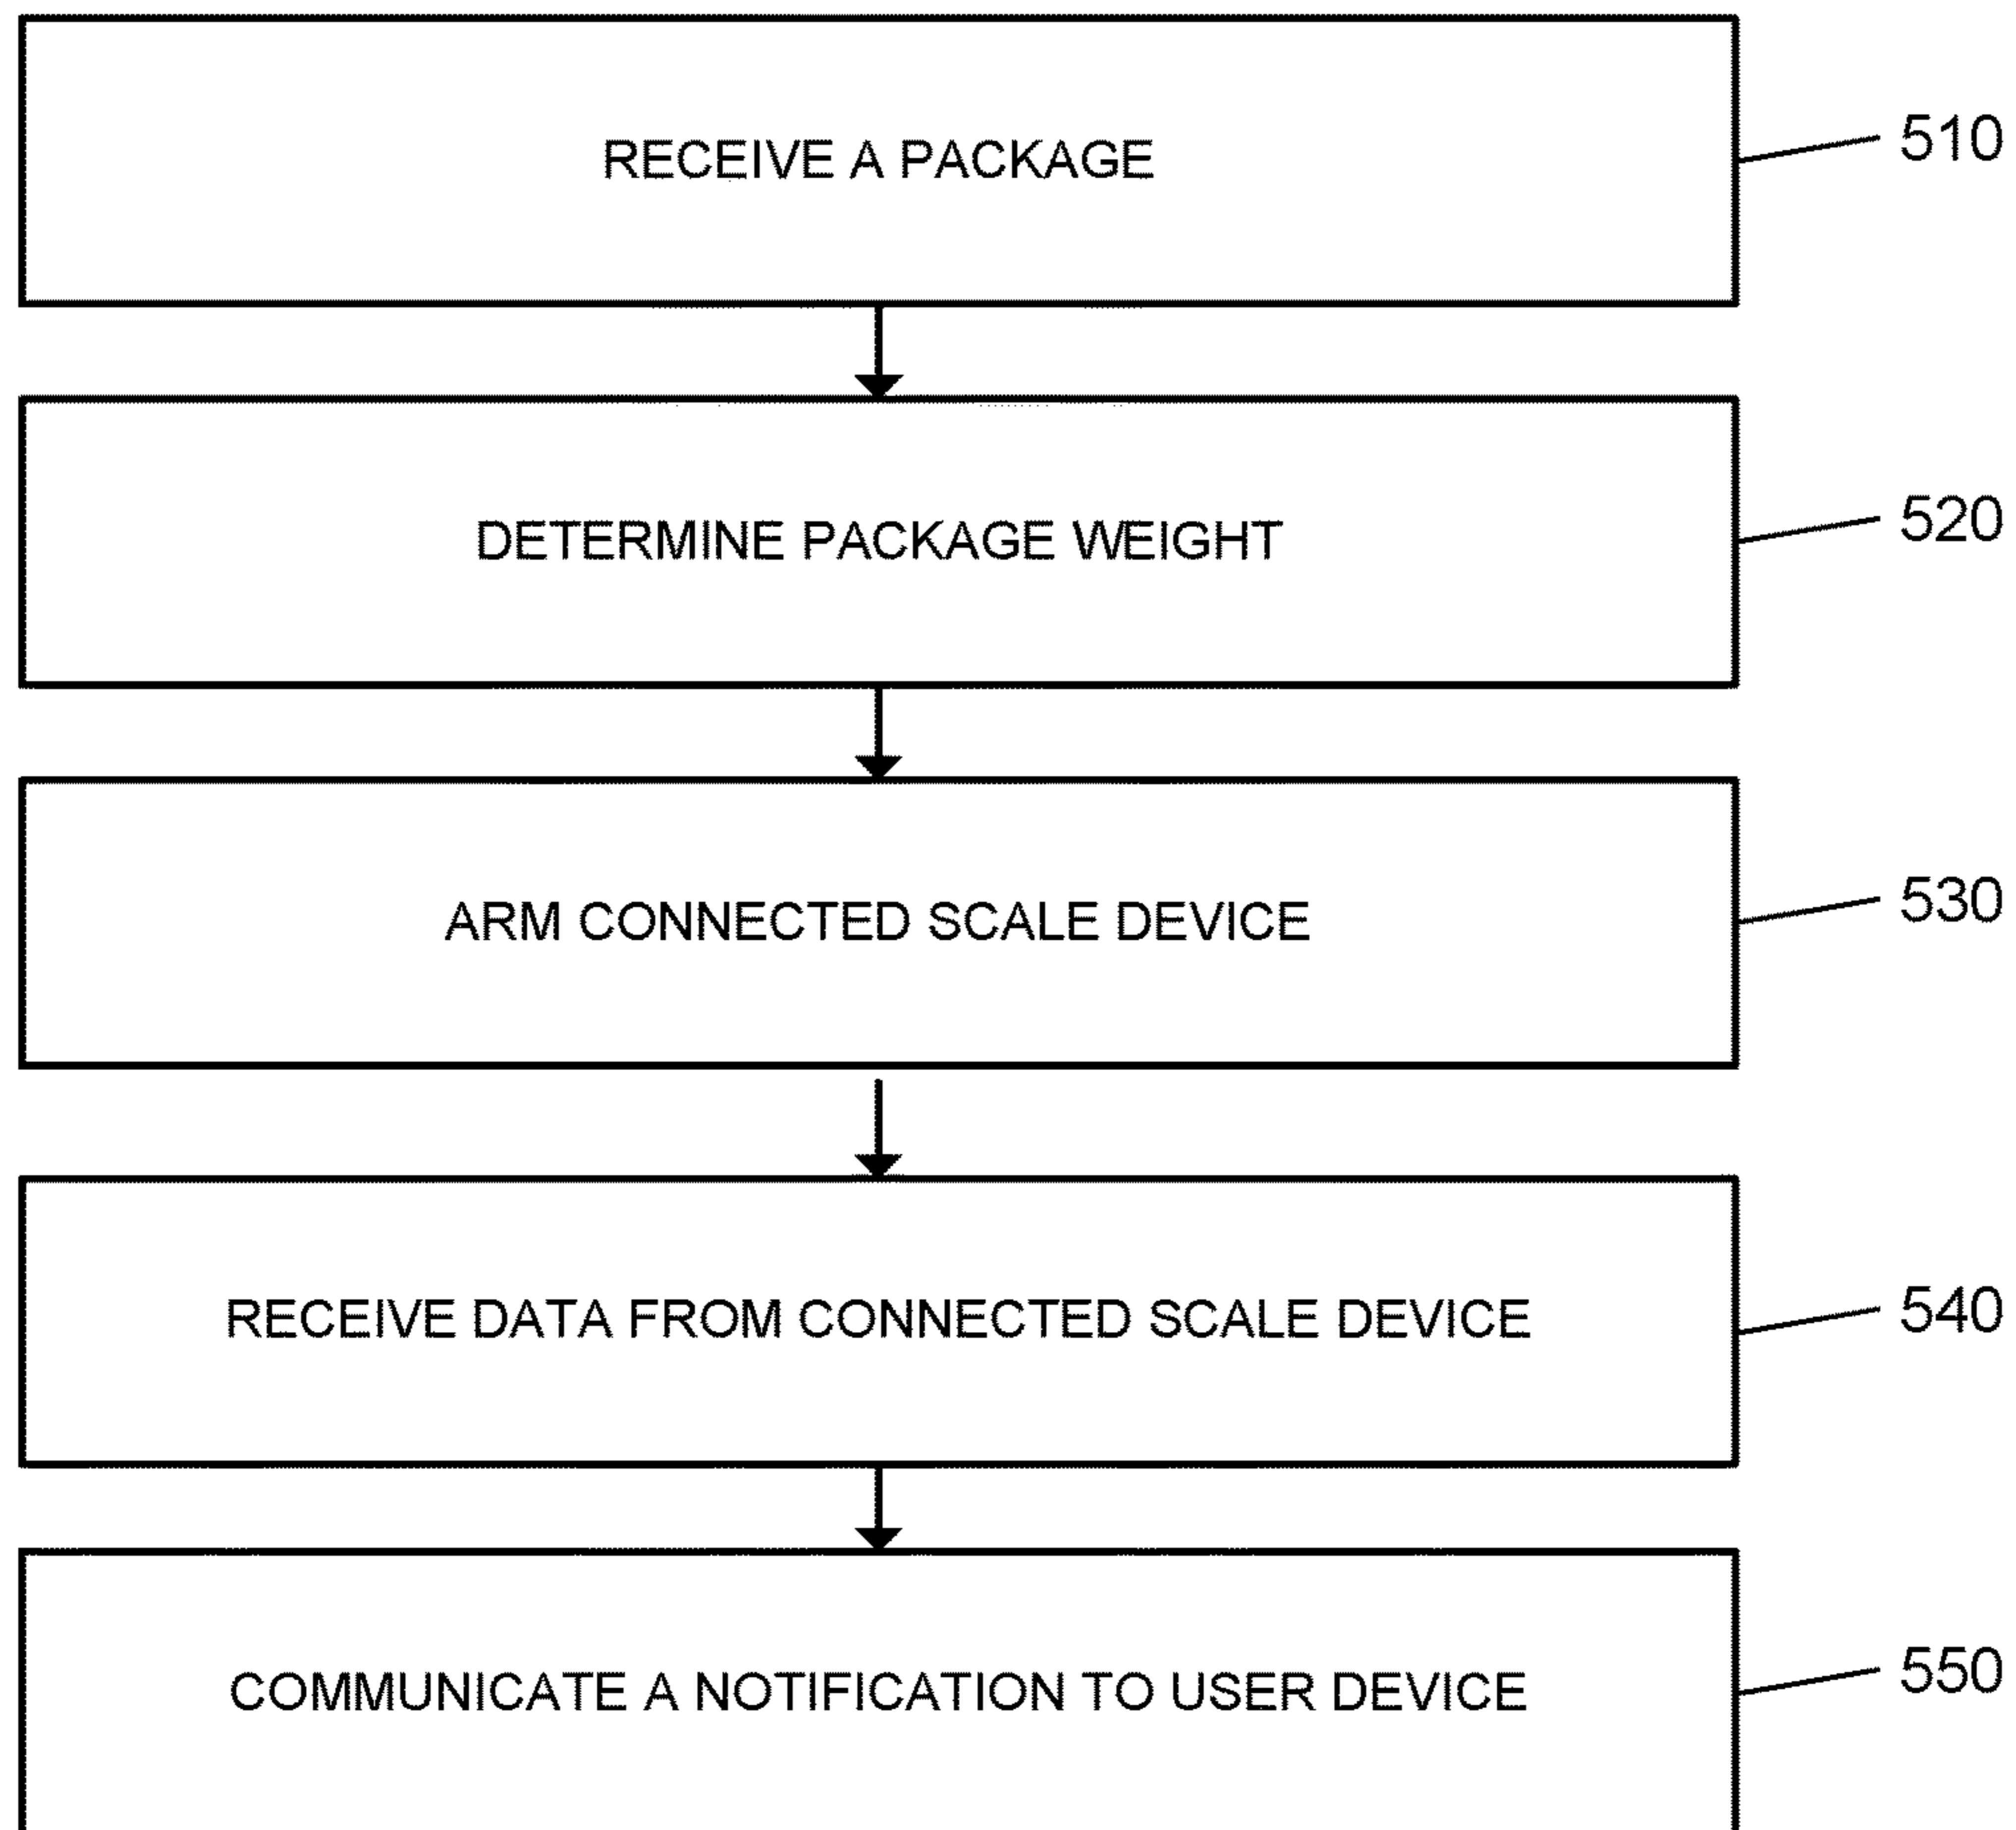 RECEIVE A PACKAGE
510
DETERMINE PACKAGE WEIGHT
520
ARM CONNECTED SCALE DEVICE
530
RECEIVE DATA FROM CONNECTED SCALE DEVICE
540
COMMUNICATE A NOTIFICATION TO USER DEVICE
550